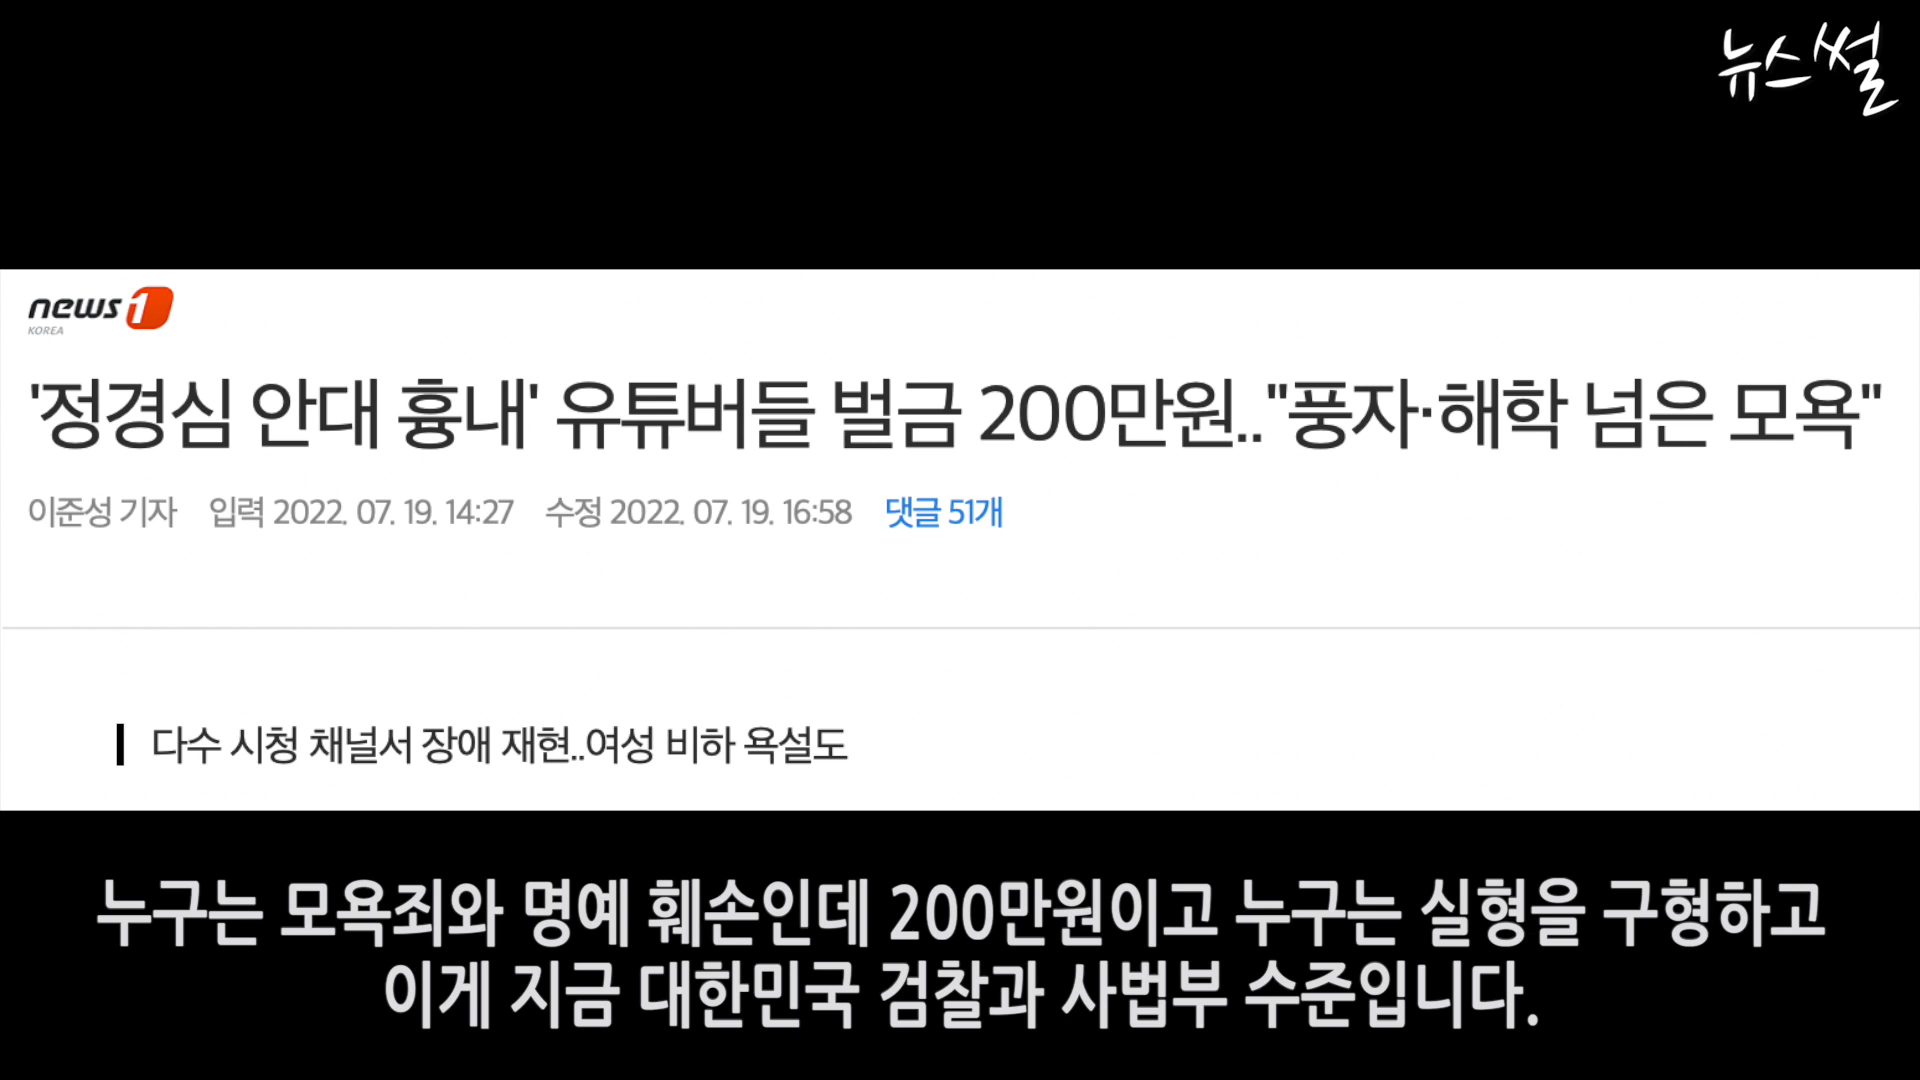 뉴스썰
news1
KOREA
'정경심 안대 흉내' 유튜버들 벌금 200만원.."풍자·해학 넘은 모욕"
이준성 기자 입력 2022. 07. 19. 14:27 수정 2022. 07. 19. 16:58 댓글 51개
다수 시청 채널서 장애 재현..여성 비하 욕설도
누구는 모욕죄와 명예 훼손인데 200만원이고 누구는 실형을 구형하고
이게 지금 대한민국 검찰과 사법부 수준입니다.